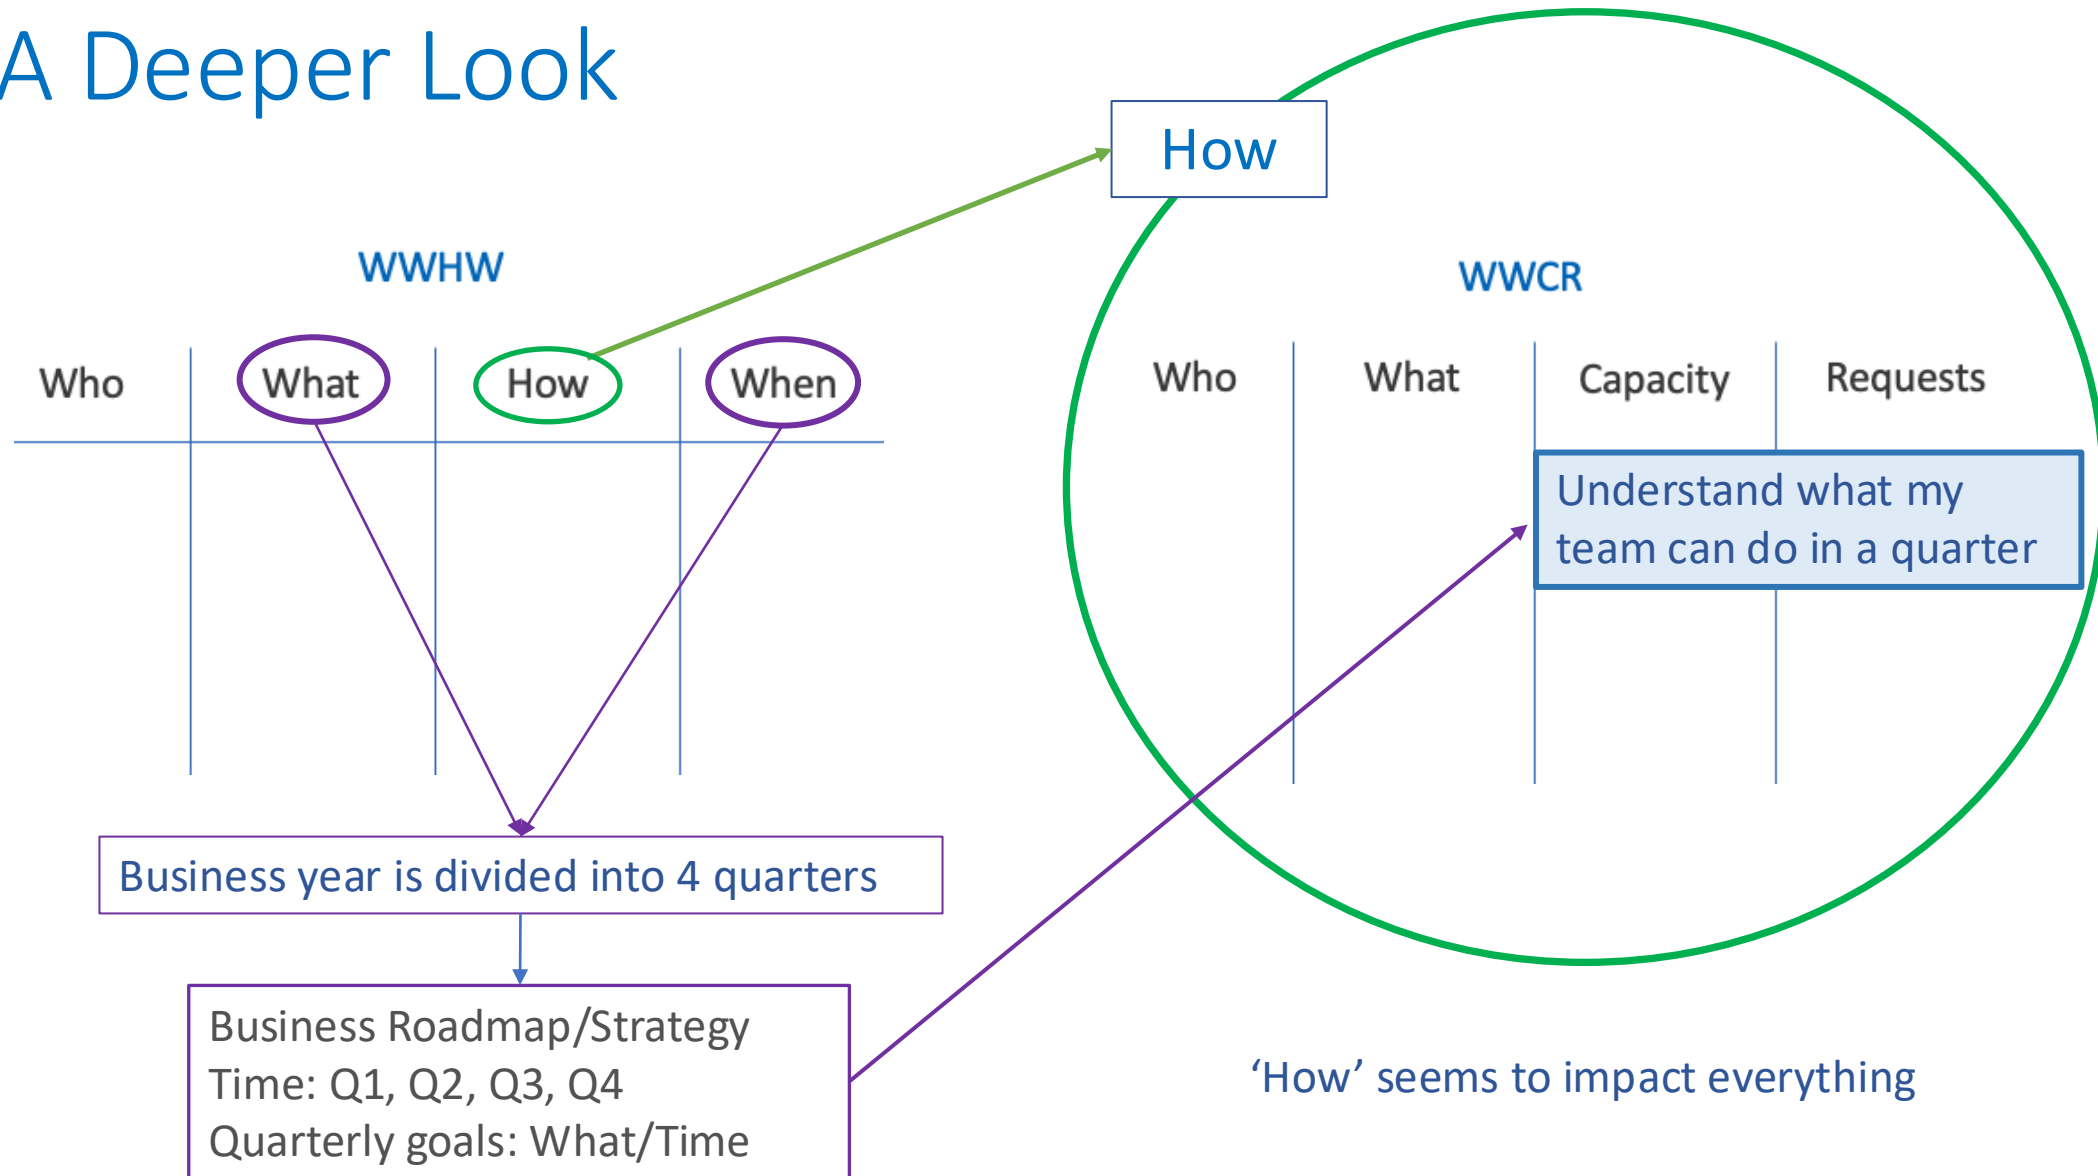 A Deeper Look
How
WWHW
Who What How When
WWCR
Who What Capacity Requests
Understand what my
team can do in a quarter
Business year is divided into 4 quarters
Business Roadmap/Strategy
Time: Q1, Q2, Q3, Q4
Quarterly goals: What/Time
‘How’ seems to impact everything